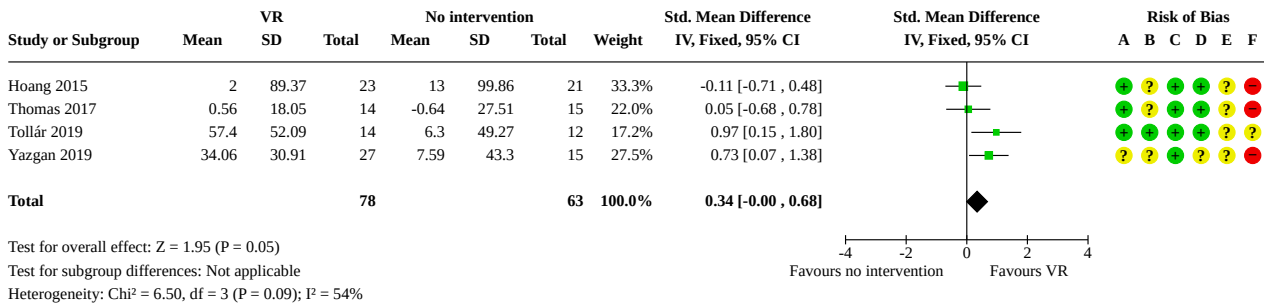 VR No intervention Std. Mean Difference Std. Mean Difference Risk of Bias
Study or Subgroup Mean SD Total Mean SD Total Weight IV, Fixed, 95% CI IV, Fixed, 95% CI A B C D E F
Hoang 2015 2 89.37 23 13 99.86 21 33.3% -0.11 [-0.71 , 0.48] + ? + + ? −
Thomas 2017 0.56 18.05 14 -0.64 27.51 15 22.0% 0.05 [-0.68 , 0.78] + ? + + ? −
Tollár 2019 57.4 52.09 14 6.3 49.27 12 17.2% 0.97 [0.15 , 1.80] + + + + ? ?
Yazgan 2019 34.06 30.91 27 7.59 43.3 15 27.5% 0.73 [0.07 , 1.38] ? ? + ? ? −
Total 78 63 100.0% 0.34 [-0.00 , 0.68]
Test for overall effect: Z = 1.95 (P = 0.05)
Test for subgroup differences: Not applicable
Heterogeneity: Chi² = 6.50, df = 3 (P = 0.09); I² = 54%
-4 -2 0 2 4
Favours no intervention Favours VR